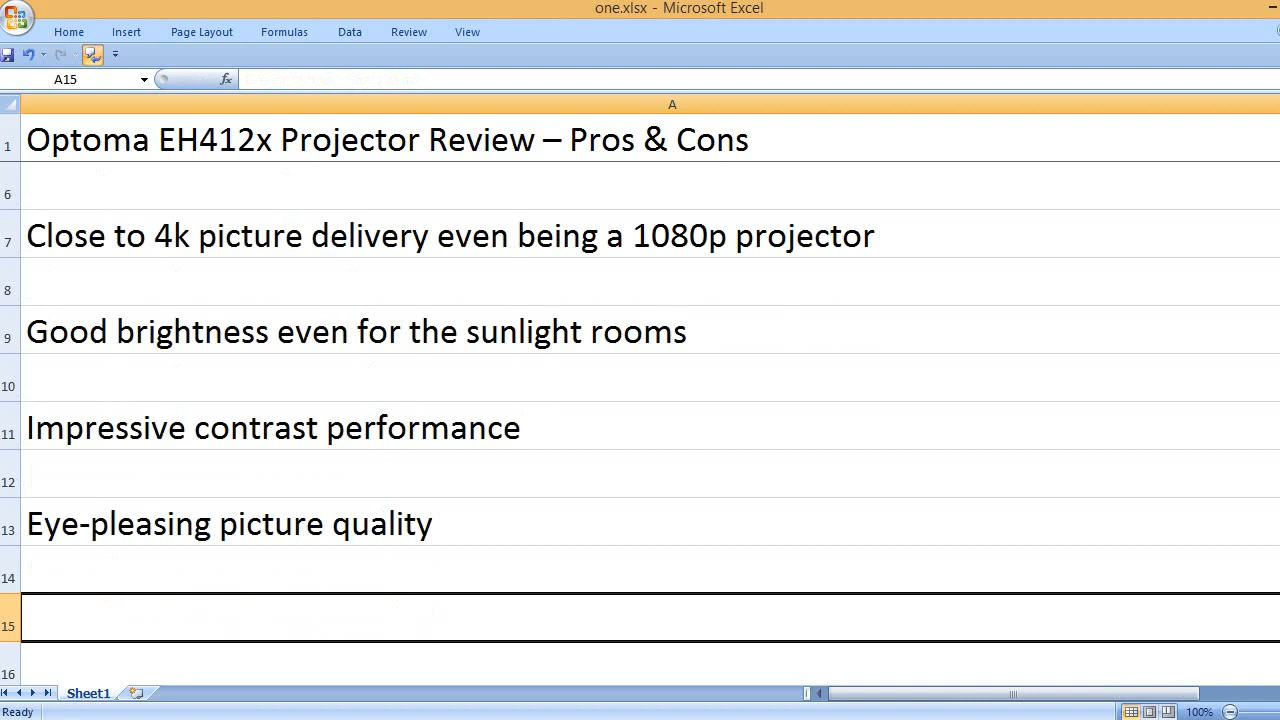 one.xlsx - Microsoft Excel
Home Insert Page Layout Formulas Data Review View
A15 fx
A
1 Optoma EH412x Projector Review – Pros & Cons
6
7 Close to 4k picture delivery even being a 1080p projector
8
9 Good brightness even for the sunlight rooms
10
11 Impressive contrast performance
12
13 Eye-pleasing picture quality
14
15
16
Sheet1
Ready 100%